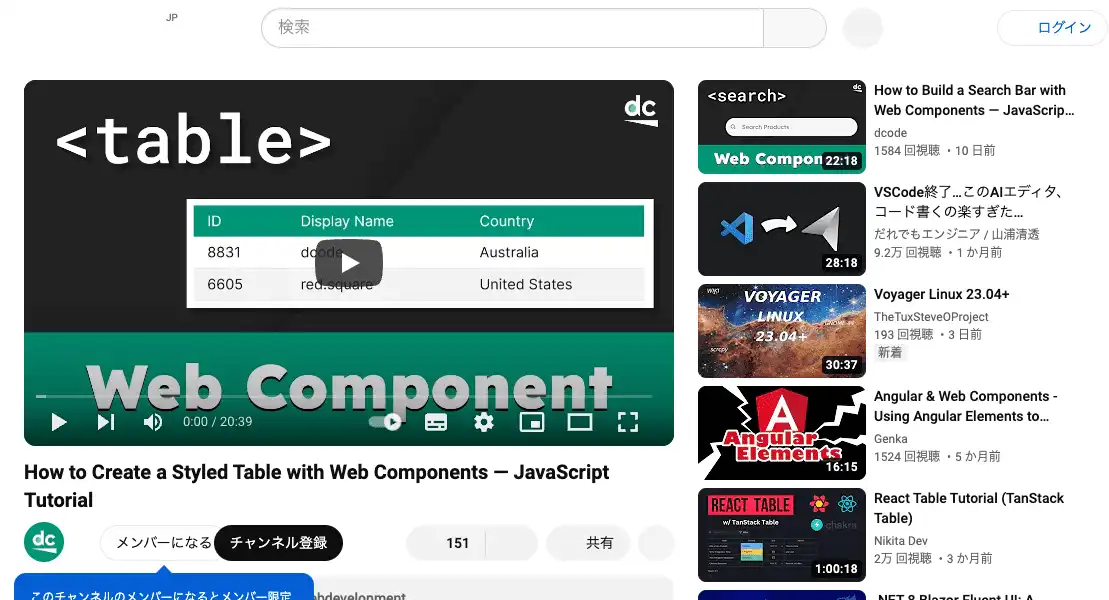 JP
検索
ログイン
dc
<table>
ID Display Name Country
8831 dcode Australia
6605 red.square United States
Web Component
0:00 / 20:39
How to Create a Styled Table with Web Components — JavaScript
Tutorial
dc
メンバーになる
チャンネル登録
151
共有
このチャンネルのメンバーになるとメンバー限定
bdevelopment
<search>
dc
Search Products
Web Compon
22:18
How to Build a Search Bar with
Web Components — JavaScrip...
dcode
1584 回視聴 ・10 日前
28:18
VSCode終了...このAIエディタ、
コード書くの楽すぎた...
だれでもエンジニア / 山浦清透
9.2万 回視聴 ・1 か月前
WIKI
VOYAGER
LINUX
23.04+
30:37
Voyager Linux 23.04+
TheTuxSteveOProject
193 回視聴 ・3 日前
新着
A
Angular
Elements
16:15
Angular & Web Components -
Using Angular Elements to...
Genka
1524 回視聴 ・5 か月前
REACT TABLE
w/ TanStack Table
chakra
1:00:18
React Table Tutorial (TanStack
Table)
Nikita Dev
2万 回視聴 ・3 か月前
.NET 8 Blazor Fluent UI: A